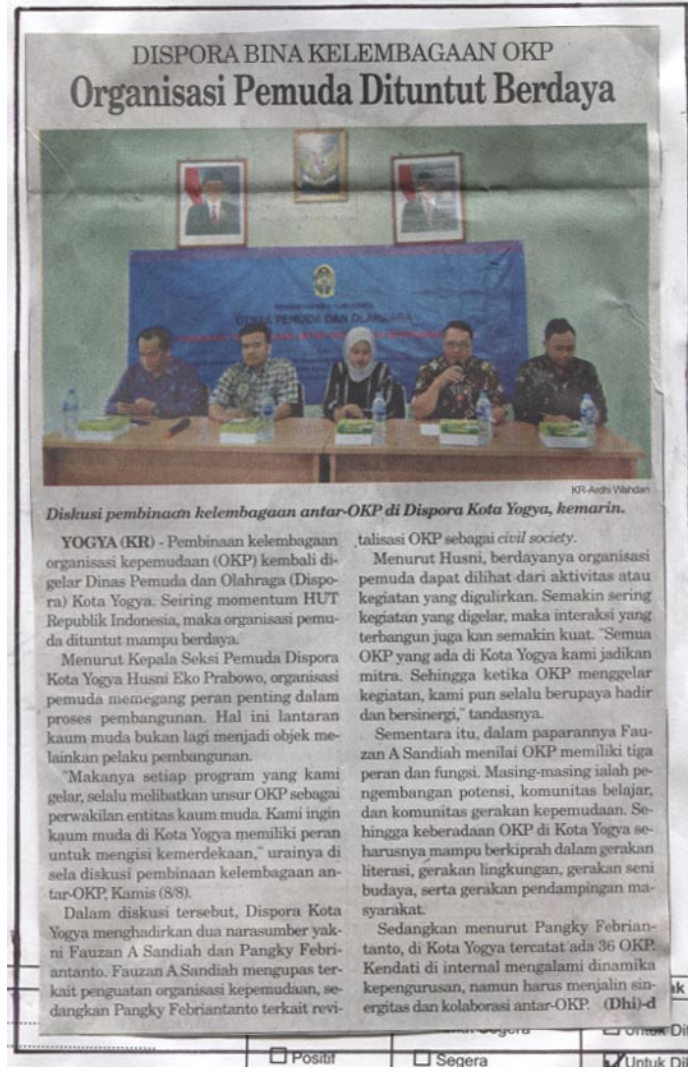 DISPORA BINA KELEMBAGAAN OKP
Organisasi Pemuda Dituntut Berdaya
DINAS PEMUDA DAN OLAHRAGA
KR-Ardhi Wahdan
Diskusi pembinaan kelembagaan antar-OKP di Dispora Kota Yogya, kemarin.
YOGYA (KR) - Pembinaan kelembagaan
organisasi kepemudaan (OKP) kembali di-
gelar Dinas Pemuda dan Olahraga (Dispo-
ra) Kota Yogya. Seiring momentum HUT
Republik Indonesia, maka organisasi pemu-
da dituntut mampu berdaya.
Menurut Kepala Seksi Pemuda Dispora
Kota Yogya Husni Eko Prabowo, organisasi
pemuda memegang peran penting dalam
proses pembangunan. Hal ini lantaran
kaum muda bukan lagi menjadi objek me-
lainkan pelaku pembangunan.
"Makanya setiap program yang kami
gelar, selalu melibatkan unsur OKP sebagai
perwakilan entitas kaum muda. Kami ingin
kaum muda di Kota Yogya memiliki peran
untuk mengisi kemerdekaan," urainya di
sela diskusi pembinaan kelembagaan an-
tar-OKP, Kamis (8/8).
Dalam diskusi tersebut, Dispora Kota
Yogya menghadirkan dua narasumber yak-
ni Fauzan A Sandiah dan Pangky Febri-
antanto. Fauzan A Sandiah mengupas ter-
kait penguatan organisasi kepemudaan, se-
dangkan Pangky Febriantanto terkait revi-
talisasi OKP sebagai civil society.
Menurut Husni, berdayanya organisasi
pemuda dapat dilihat dari aktivitas atau
kegiatan yang digulirkan. Semakin sering
kegiatan yang digelar, maka interaksi yang
terbangun juga kan semakin kuat. "Semua
OKP yang ada di Kota Yogya kami jadikan
mitra. Sehingga ketika OKP menggelar
kegiatan, kami pun selalu berupaya hadir
dan bersinergi," tandasnya.
Sementara itu, dalam paparannya Fau-
zan A Sandiah menilai OKP memiliki tiga
peran dan fungsi. Masing-masing ialah pe-
ngembangan potensi, komunitas belajar,
dan komunitas gerakan kepemudaan. Se-
hingga keberadaan OKP di Kota Yogya se-
harusnya mampu berkiprah dalam gerakan
literasi, gerakan lingkungan, gerakan seni
budaya, serta gerakan pendampingan ma-
syarakat.
Sedangkan menurut Pangky Febrian-
tanto, di Kota Yogya tercatat ada 36 OKP.
Kendati di internal mengalami dinamika
kepengurusan, namun harus menjalin sin-
ergitas dan kolaborasi antar-OKP. (Dhi)-d
Positif
Segera
Untuk Dil